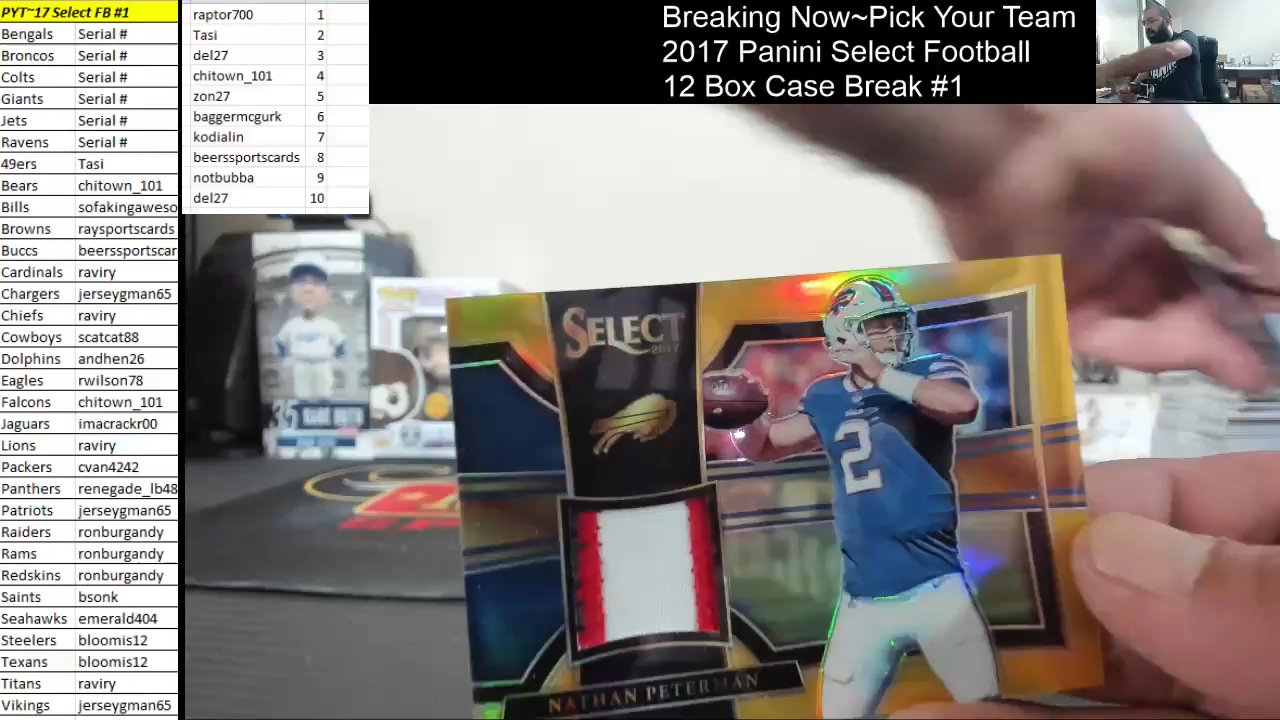 PYT~17 Select FB #1
Bengals Serial #
Broncos Serial #
Colts Serial #
Giants Serial #
Jets Serial #
Ravens Serial #
49ers Tasi
Bears chitown_101
Bills sofakingaweso
Browns raysportscards
Buccs beerssportscar
Cardinals raviry
Chargers jerseygman65
Chiefs raviry
Cowboys scatcat88
Dolphins andhen26
Eagles rwilson78
Falcons chitown_101
Jaguars imacrackr00
Lions raviry
Packers cvan4242
Panthers renegade_lb48
Patriots jerseygman65
Raiders ronburgandy
Rams ronburgandy
Redskins ronburgandy
Saints bsonk
Seahawks emerald404
Steelers bloomis12
Texans bloomis12
Titans raviry
Vikings jerseygman65
raptor700 1
Tasi 2
del27 3
chitown_101 4
zon27 5
baggermcgurk 6
kodialin 7
beerssportscards 8
notbubba 9
del27 10
Breaking Now~Pick Your Team
2017 Panini Select Football
12 Box Case Break #1
SELECT
2017
2
NATHAN PETERMAN
35